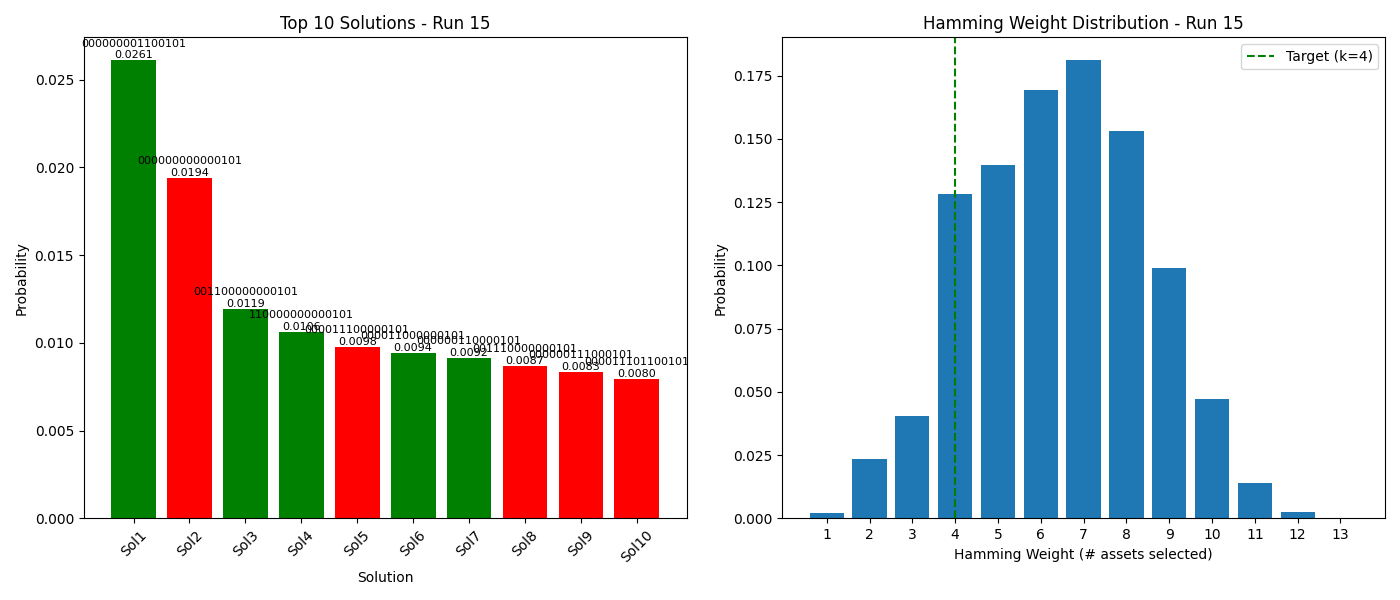 Top 10 Solutions - Run 15
000000001100101
0.0261
000000000000101
0.0194
001100000000101
0.0119
110000000000101
0.0106
000011100000101
0.0098
000011000000101
0.0094
000000110000101
0.0092
001110000000101
0.0087
000000111000101
0.0083
000011101100101
0.0080
0.025
0.020
0.015
0.010
0.005
0.000
Probability
Sol1
Sol2
Sol3
Sol4
Sol5
Sol6
Sol7
Sol8
Sol9
Sol10
Solution
Hamming Weight Distribution - Run 15
Target (k=4)
0.175
0.150
0.125
0.100
0.075
0.050
0.025
0.000
Probability
1 2 3 4 5 6 7 8 9 10 11 12 13
Hamming Weight (# assets selected)